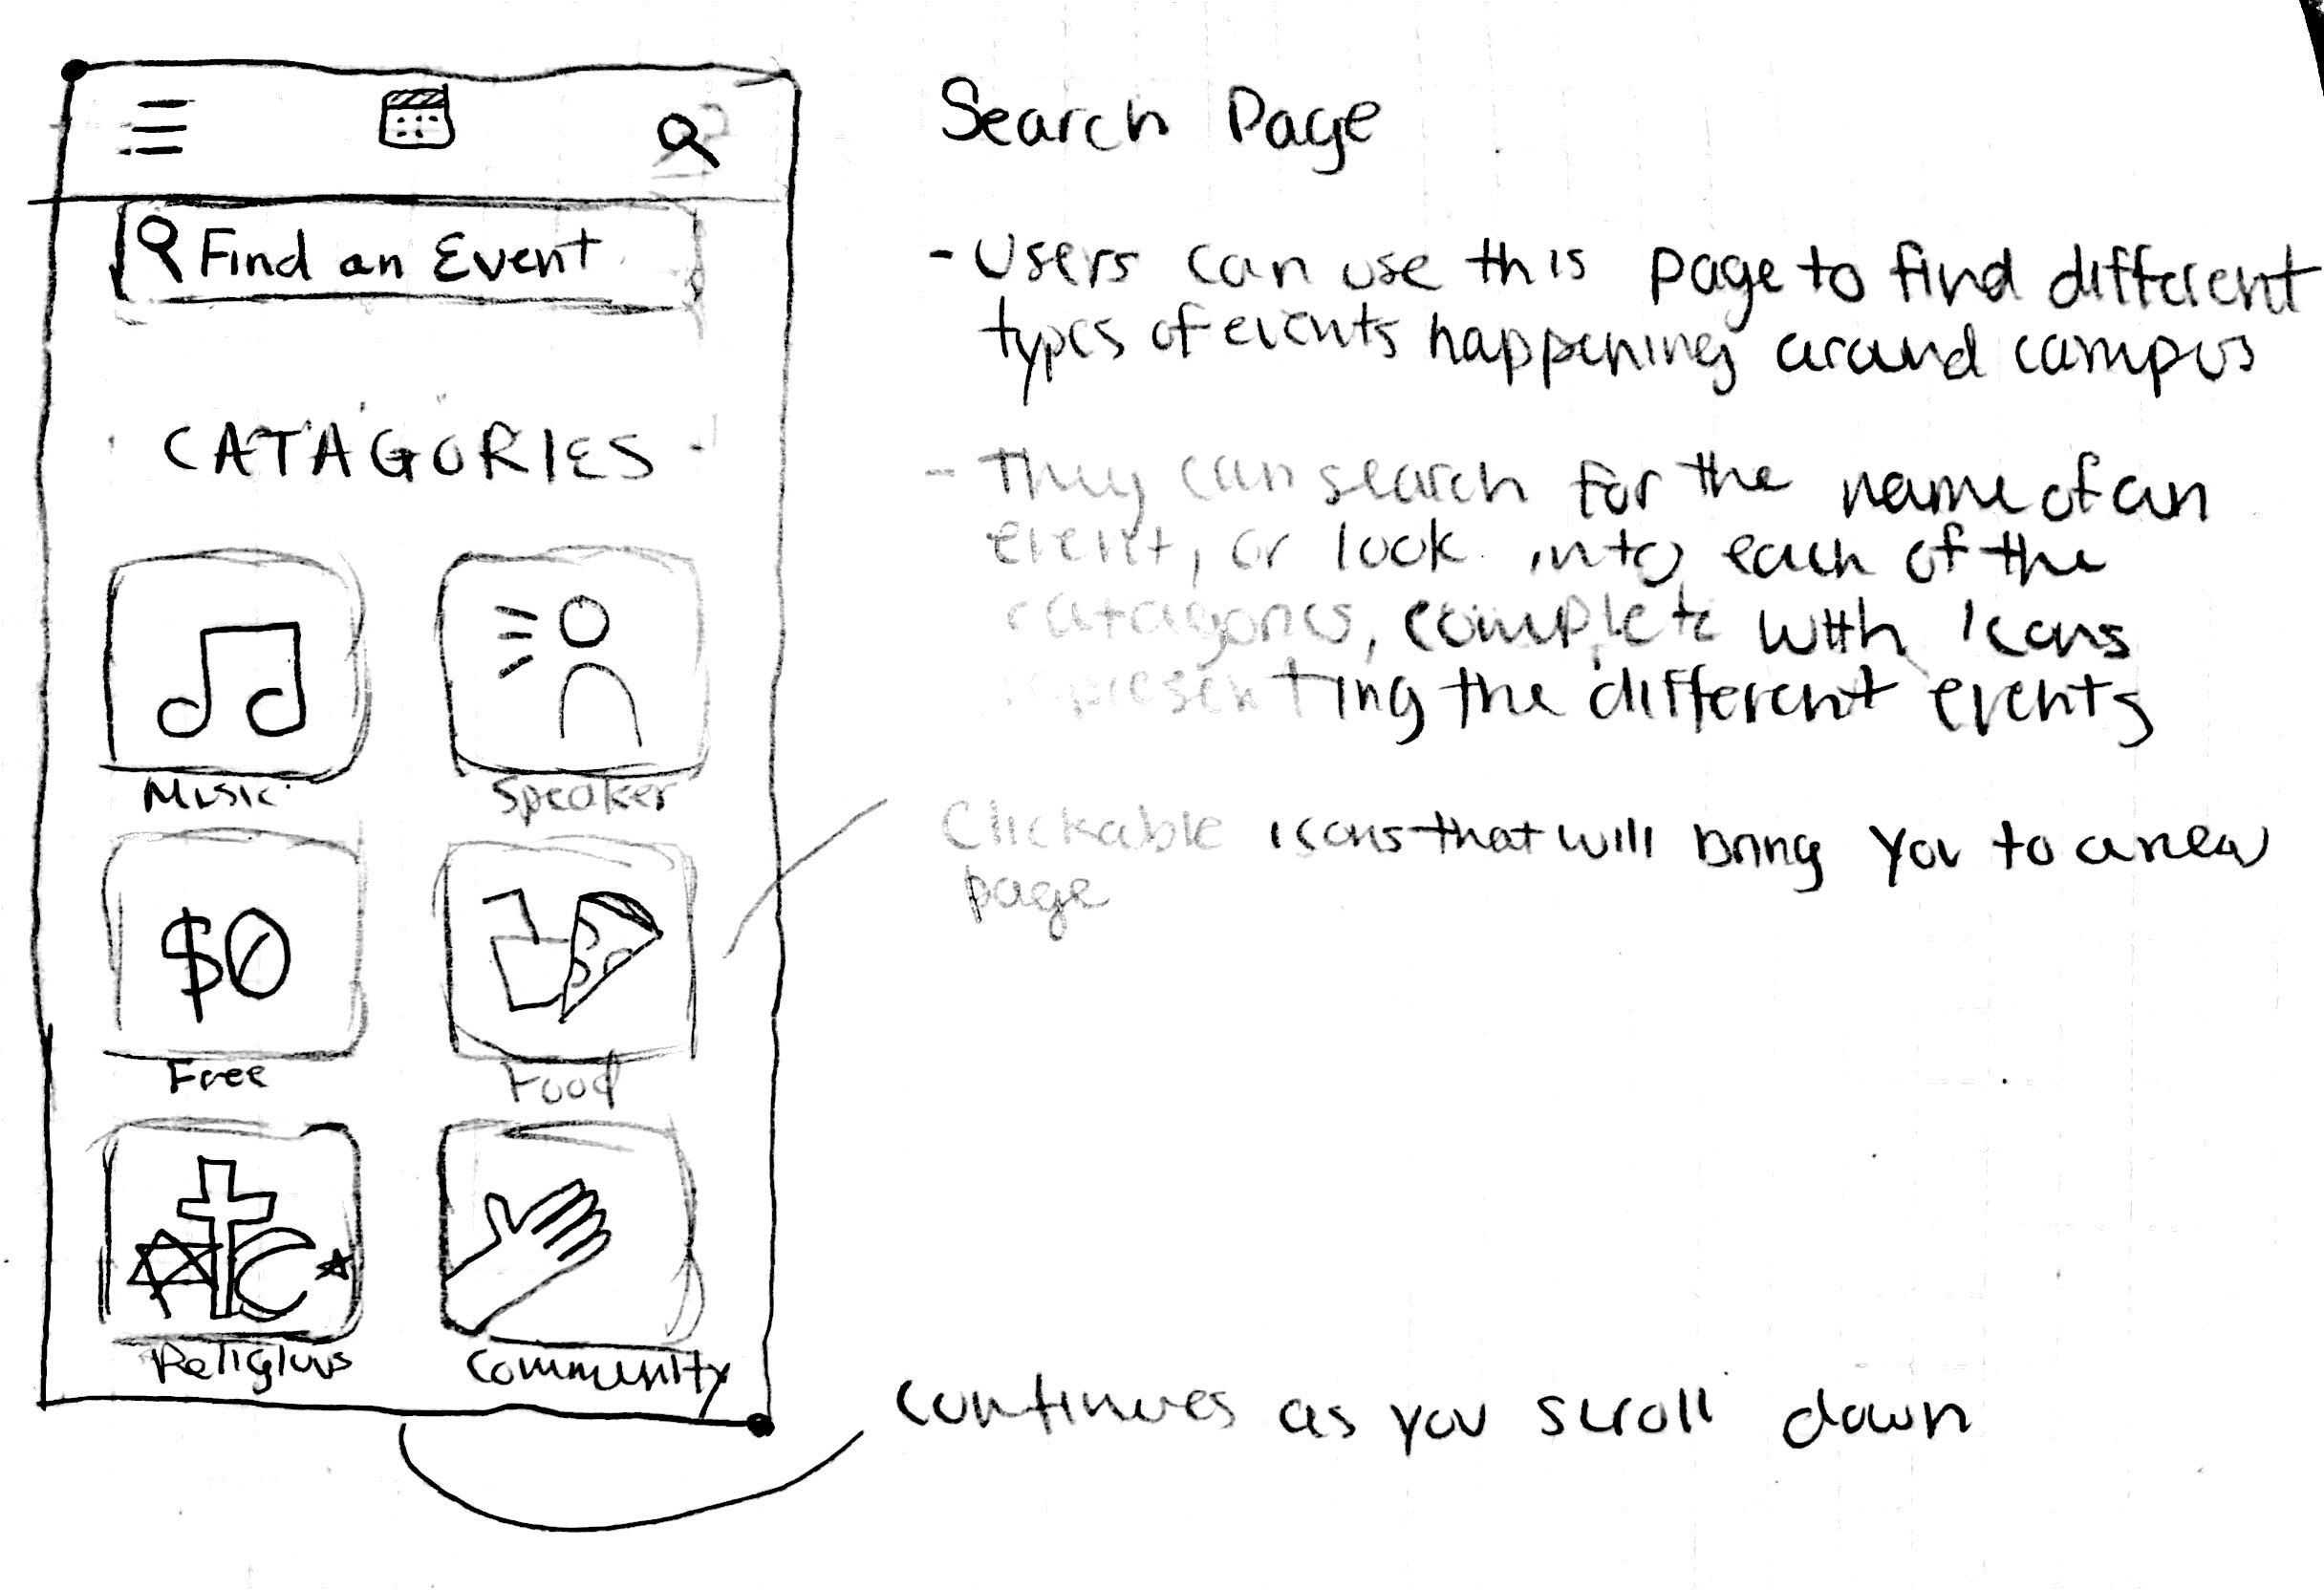 Find an Event
CATAGORIES
Music
Speaker
$0
Free
Food
Religious
Community
Search Page
- Users can use this page to find different
types of events happening around campus
- They can search for the name of an
event, or look into each of the
catagories, complete with icons
representing the different events
Clickable icons that will bring you to a new
page
continues as you scroll down